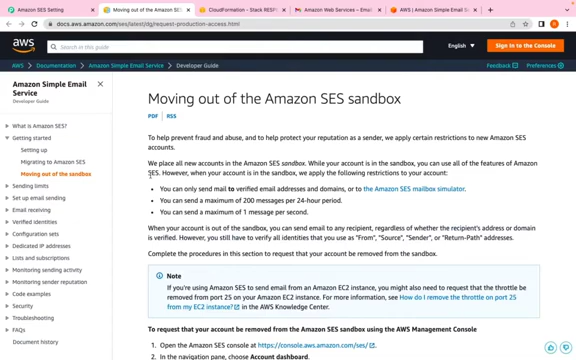 AWS SES Setting
Moving out of the Amazon SES
CloudFormation - Stack RESPO
Amazon Web Services – Email
AWS | Amazon Simple Email Se
docs.aws.amazon.com/ses/latest/dg/request-production-access.html
aws
Search in this guide
English
Sign In to the Console
AWS > Documentation > Amazon Simple Email Service > Developer Guide
Feedback
Preferences
Amazon Simple Email Service
Developer Guide
What is Amazon SES?
Getting started
Setting up
Migrating to Amazon SES
Moving out of the sandbox
Sending limits
Set up email sending
Email receiving
Verified identities
Configuration sets
Dedicated IP addresses
Lists and subscriptions
Monitoring sending activity
Monitoring sender reputation
Code examples
Security
Troubleshooting
FAQs
Document history
Moving out of the Amazon SES sandbox
PDF | RSS
To help prevent fraud and abuse, and to help protect your reputation as a sender, we apply certain restrictions to new Amazon SES
accounts.
We place all new accounts in the Amazon SES sandbox. While your account is in the sandbox, you can use all of the features of Amazon
SES. However, when your account is in the sandbox, we apply the following restrictions to your account:
• You can only send mail to verified email addresses and domains, or to the Amazon SES mailbox simulator.
• You can send a maximum of 200 messages per 24-hour period.
• You can send a maximum of 1 message per second.
When your account is out of the sandbox, you can send email to any recipient, regardless of whether the recipient's address or domain
is verified. However, you still have to verify all identities that you use as "From", "Source", "Sender", or "Return-Path" addresses.
Complete the procedures in this section to request that your account be removed from the sandbox.
Note
If you're using Amazon SES to send email from an Amazon EC2 instance, you might also need to request that the throttle be
removed from port 25 on your Amazon EC2 instance. For more information, see How do I remove the throttle on port 25
from my EC2 instance? in the AWS Knowledge Center.
To request that your account be removed from the Amazon SES sandbox using the AWS Management Console
1. Open the Amazon SES console at https://console.aws.amazon.com/ses/.
2. In the navigation pane, choose Account dashboard.